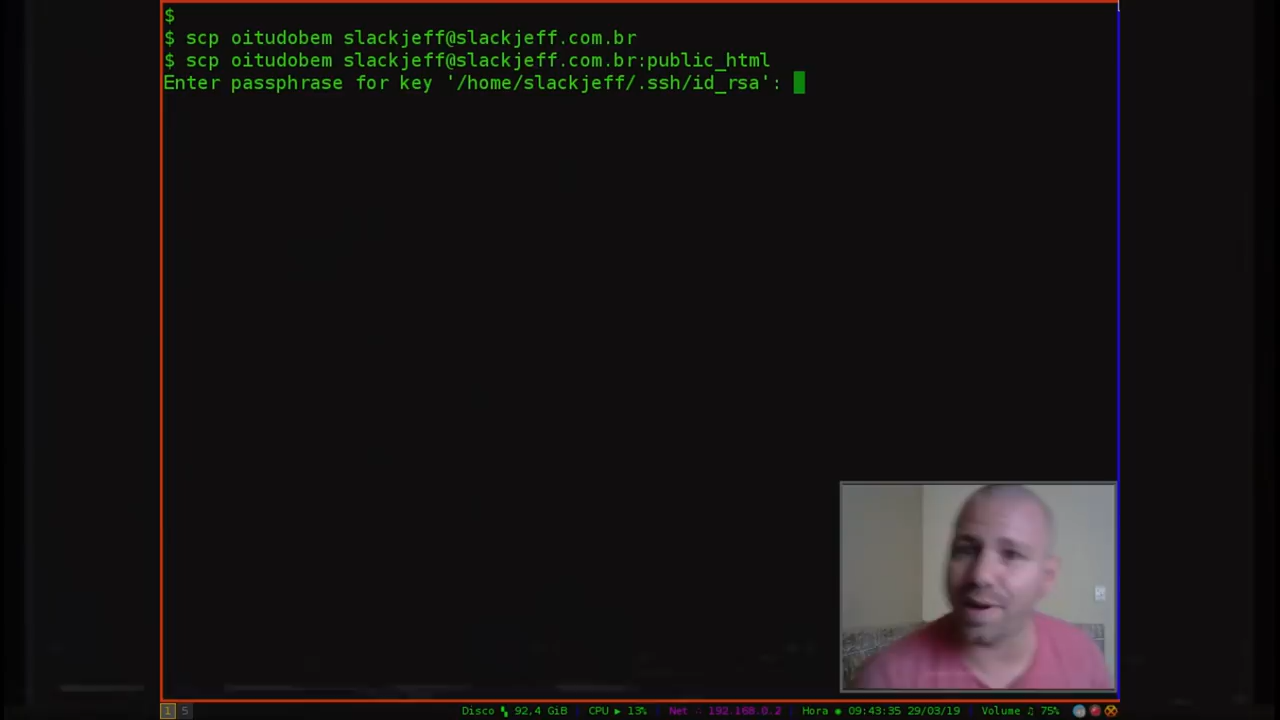 $
$ scp oitudobem slackjeff@slackjeff.com.br
$ scp oitudobem slackjeff@slackjeff.com.br:public_html
Enter passphrase for key '/home/slackjeff/.ssh/id_rsa':
1 5 Disco 92,4 GiB CPU ▶ 13% Net 192.168.0.2 Hora 09:43:35 29/03/19 Volume ♫ 75%